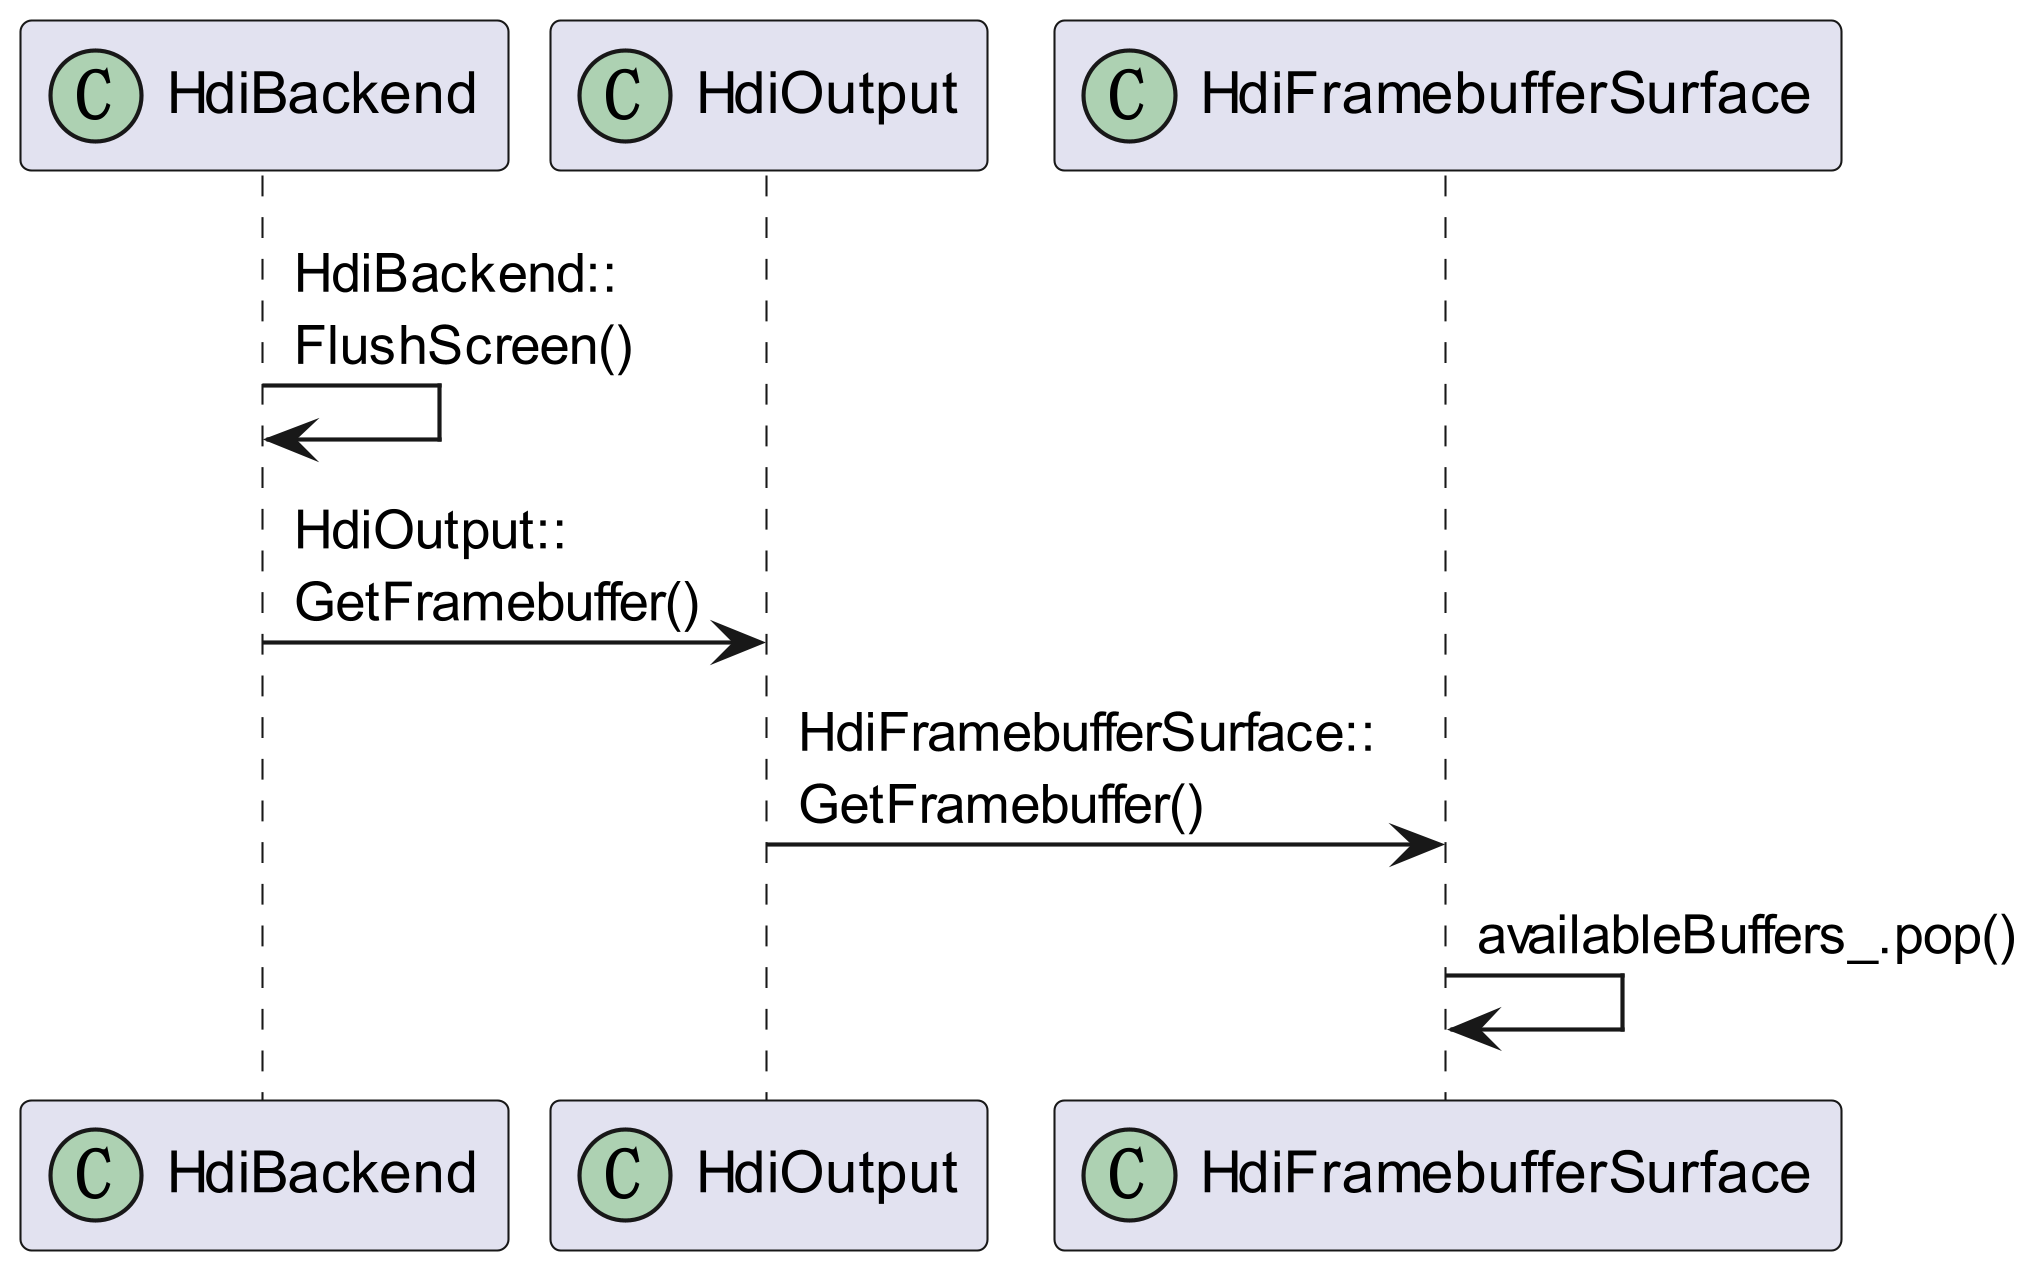 C HdiBackend
C HdiOutput
C HdiFramebufferSurface
HdiBackend::
FlushScreen()
HdiOutput::
GetFramebuffer()
HdiFramebufferSurface::
GetFramebuffer()
availableBuffers_.pop()
C HdiBackend
C HdiOutput
C HdiFramebufferSurface